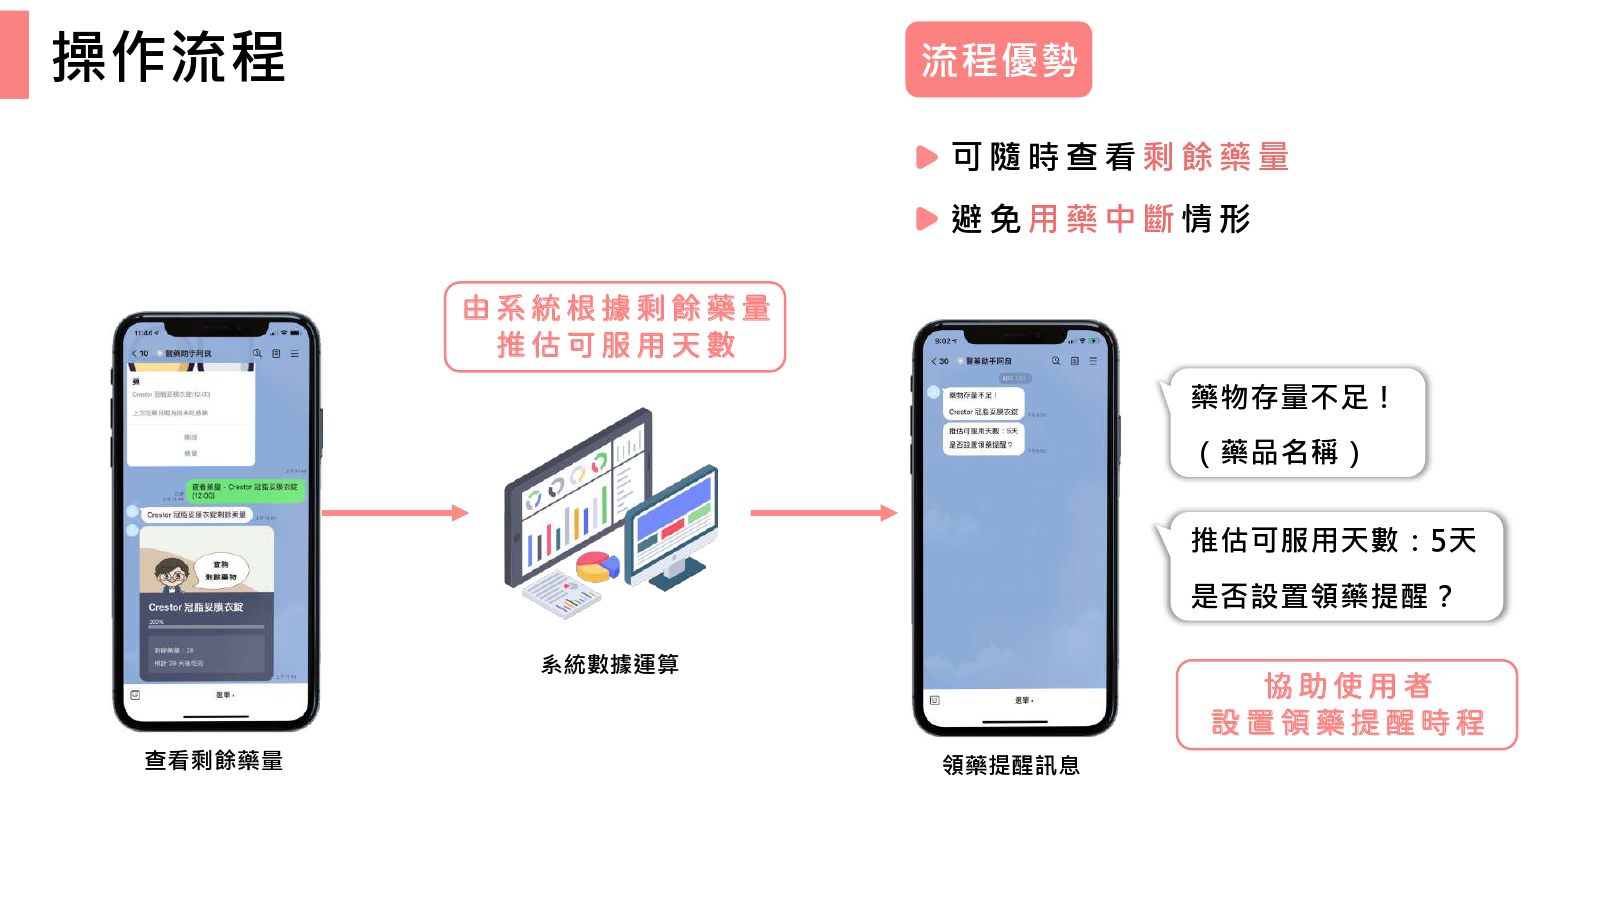 操作流程
流程優勢
可隨時查看剩餘藥量
避免用藥中斷情形
由系統根據剩餘藥量
推估可服用天數
11:44
10 醫藥助手阿良
藥
Crestor 冠脂妥膜衣錠(12:00)
藥量
查看藥量 - Crestor 冠脂妥膜衣錠
(12:00)
Crestor 冠脂妥膜衣錠剩餘藥量
查詢
剩餘藥物
Crestor 冠脂妥膜衣錠
100%
剩餘藥量：28
預計 28 天後吃完
選單
查看剩餘藥量
系統數據運算
9:02
30 醫藥助手阿良
藥物存量不足！
Crestor 冠脂妥膜衣錠
推估可服用天數：5天
是否設置領藥提醒？
選單
領藥提醒訊息
藥物存量不足！
（藥品名稱）
推估可服用天數：5天
是否設置領藥提醒？
協助使用者
設置領藥提醒時程